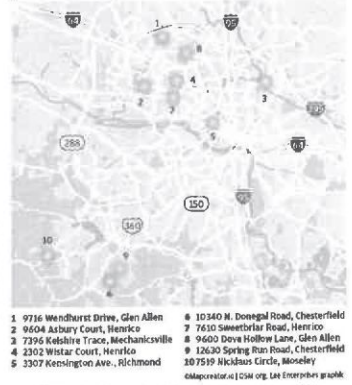 64
95
1
8
4
2
7
3
295
5
288
64
95
150
360
10
9
6
1 9716 Wendhurst Drive, Glen Allen
2 9604 Asbury Court, Henrico
3 7396 Kelshire Trace, Mechanicsville
4 2302 Wistar Court, Henrico
5 3307 Kensington Ave., Richmond
6 10340 N. Donegal Road, Chesterfield
7 7610 Sweetbriar Road, Henrico
8 9600 Dove Hollow Lane, Glen Allen
9 12630 Spring Run Road, Chesterfield
10 7519 Nicklaus Circle, Moseley
©Mapcreator.io | OSM org, Lee Enterprises graphic